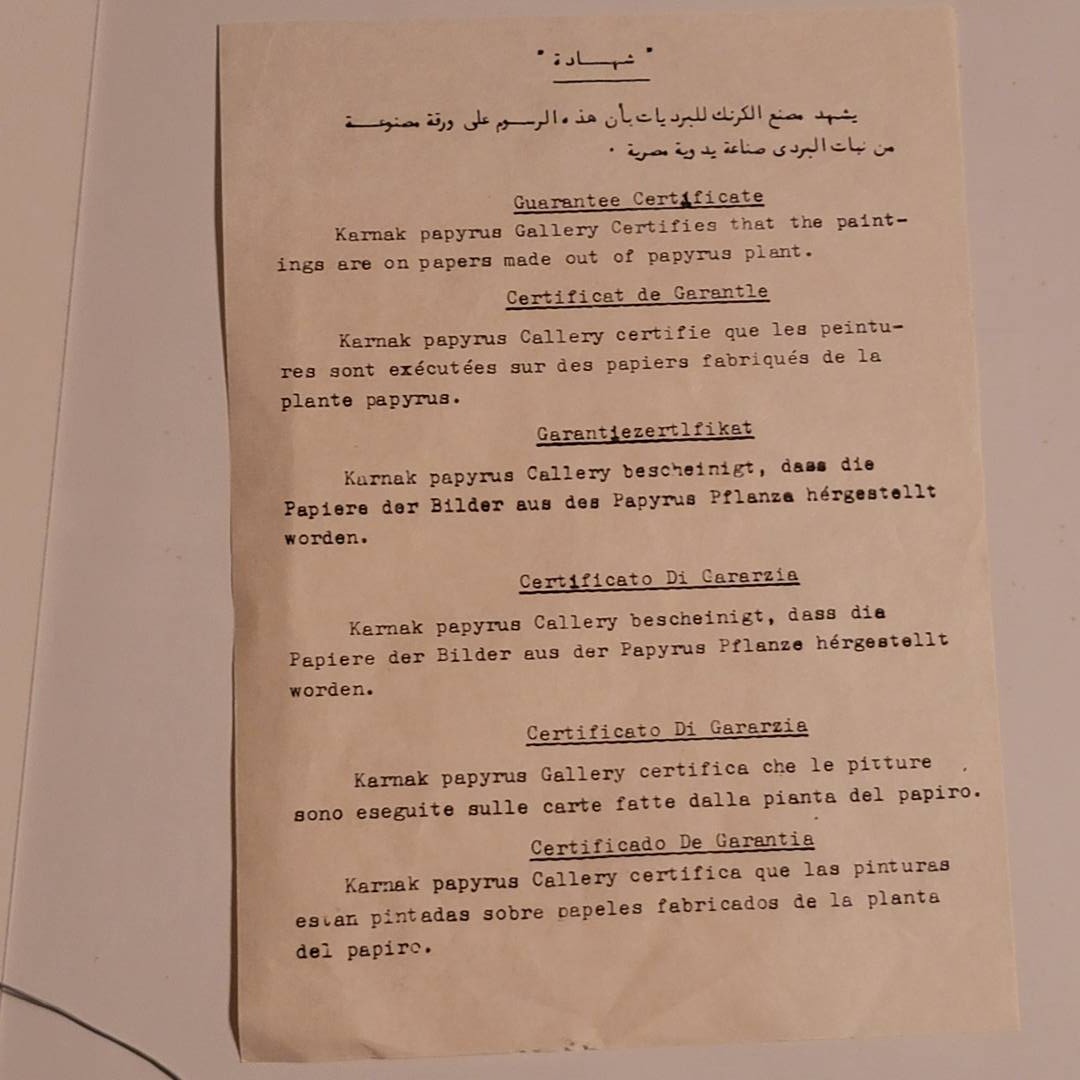 " شهـــادة "
يشهد مصنع الكرنك للبرديات بأن هذه الرسوم على ورقة مصنوعـــة
من نبات البردى صناعة يدوية مصرية .
Guarantee Certificate
Karnak papyrus Gallery Certifies that the paint-
ings are on papers made out of papyrus plant.
Certificat de Garantle
Karnak papyrus Callery certifie que les peintu-
res sont exécutées sur des papiers fabriqués de la
plante papyrus.
Garantiezertlfikat
Karnak papyrus Callery bescheinigt, dass die
Papiere der Bilder aus des Papyrus Pflanze hérgestellt
worden.
Certificato Di Cararzia
Karnak papyrus Callery bescheinigt, dass die
Papiere der Bilder aus der Papyrus Pflanze hérgestellt
worden.
Certificato Di Gararzia
Karnak papyrus Gallery certifica che le pitture
sono eseguite sulle carte fatte dalla pianta del papiro.
Certificado De Garantia
Karnak papyrus Callery certifica que las pinturas
estan pintadas sobre papeles fabricados de la planta
del papiro.